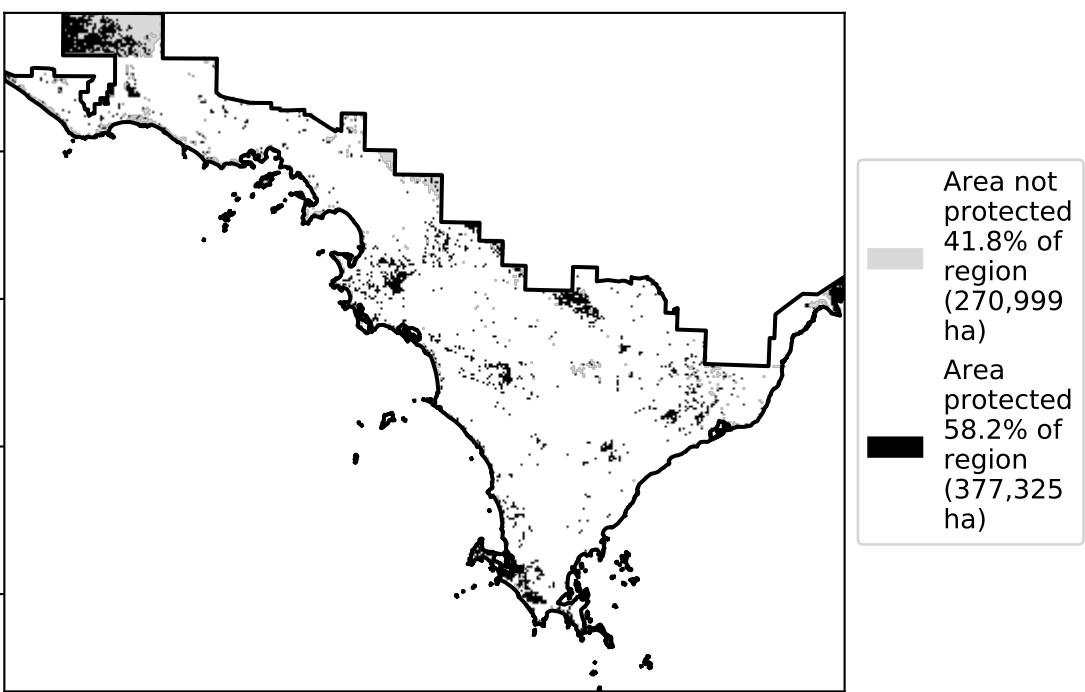 Area not
protected
41.8% of
region
(270,999
ha)
Area
protected
58.2% of
region
(377,325
ha)